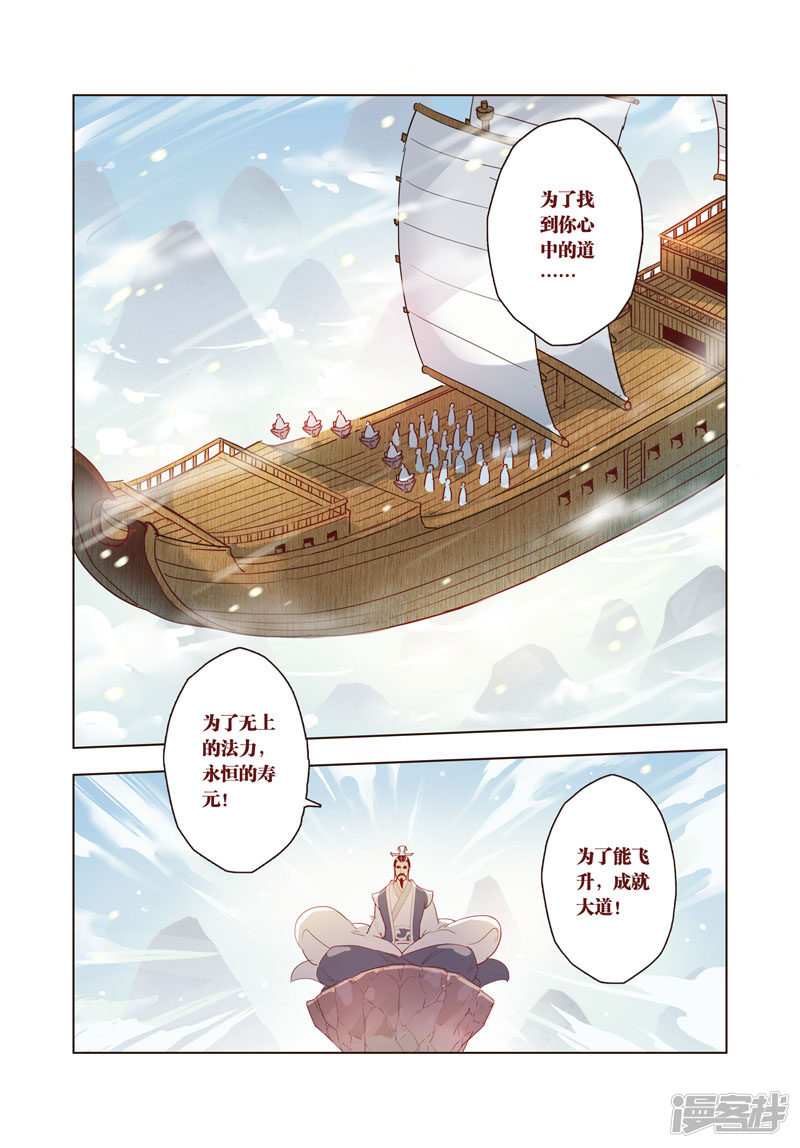 为了找
到你心
中的道
……
为了无上
的法力，
永恒的寿
元！
为了能飞
升，成就
大道！
漫客栈